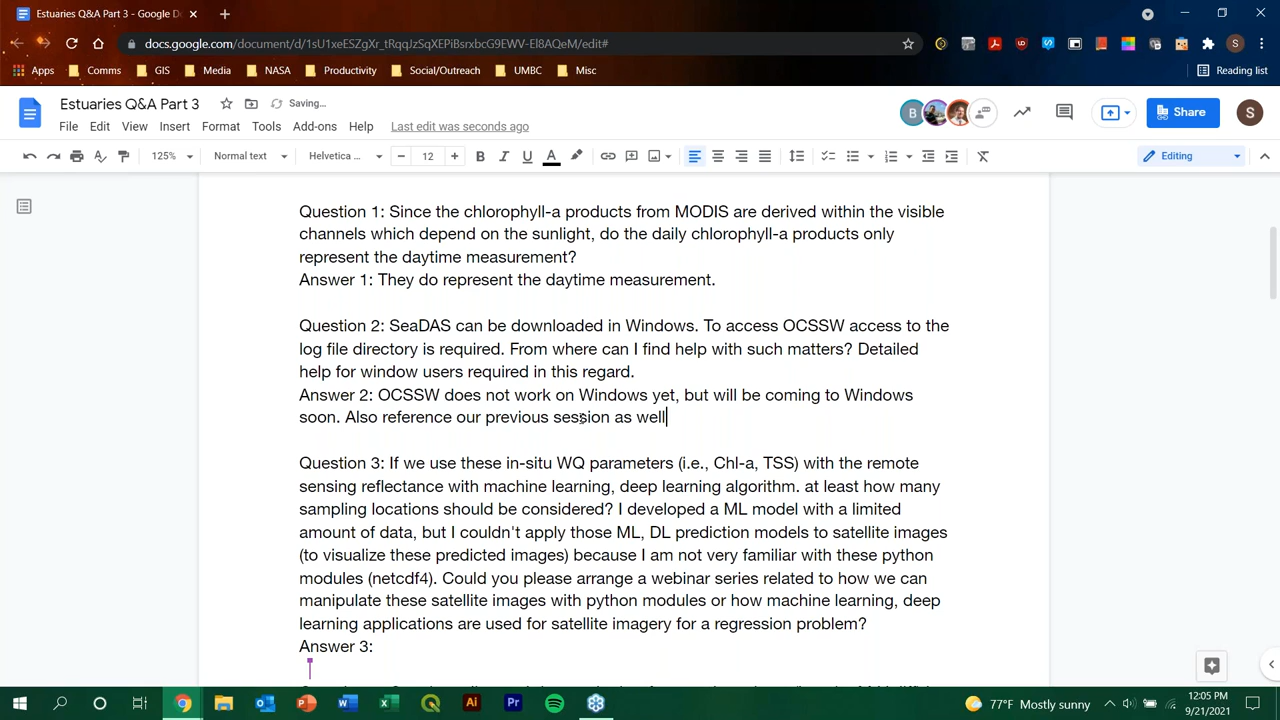 Estuaries Q&A Part 3 - Google D
docs.google.com/document/d/1sU1xeESZgXr_tRqqJzSqXEPiBsrxbcG9EWV-El8AQeM/edit#
S
Apps Comms GIS Media NASA Productivity Social/Outreach UMBC Misc Reading list
Estuaries Q&A Part 3 Saving...
B Share S
File Edit View Insert Format Tools Add-ons Help Last edit was seconds ago
125% Normal text Helvetica ... 12 B I U A Editing
Question 1: Since the chlorophyll-a products from MODIS are derived within the visible
channels which depend on the sunlight, do the daily chlorophyll-a products only
represent the daytime measurement?
Answer 1: They do represent the daytime measurement.
Question 2: SeaDAS can be downloaded in Windows. To access OCSSW access to the
log file directory is required. From where can I find help with such matters? Detailed
help for window users required in this regard.
Answer 2: OCSSW does not work on Windows yet, but will be coming to Windows
soon. Also reference our previous session as well
Question 3: If we use these in-situ WQ parameters (i.e., Chl-a, TSS) with the remote
sensing reflectance with machine learning, deep learning algorithm. at least how many
sampling locations should be considered? I developed a ML model with a limited
amount of data, but I couldn't apply those ML, DL prediction models to satellite images
(to visualize these predicted images) because I am not very familiar with these python
modules (netcdf4). Could you please arrange a webinar series related to how we can
manipulate these satellite images with python modules or how machine learning, deep
learning applications are used for satellite imagery for a regression problem?
Answer 3:
77°F Mostly sunny
12:05 PM
9/21/2021